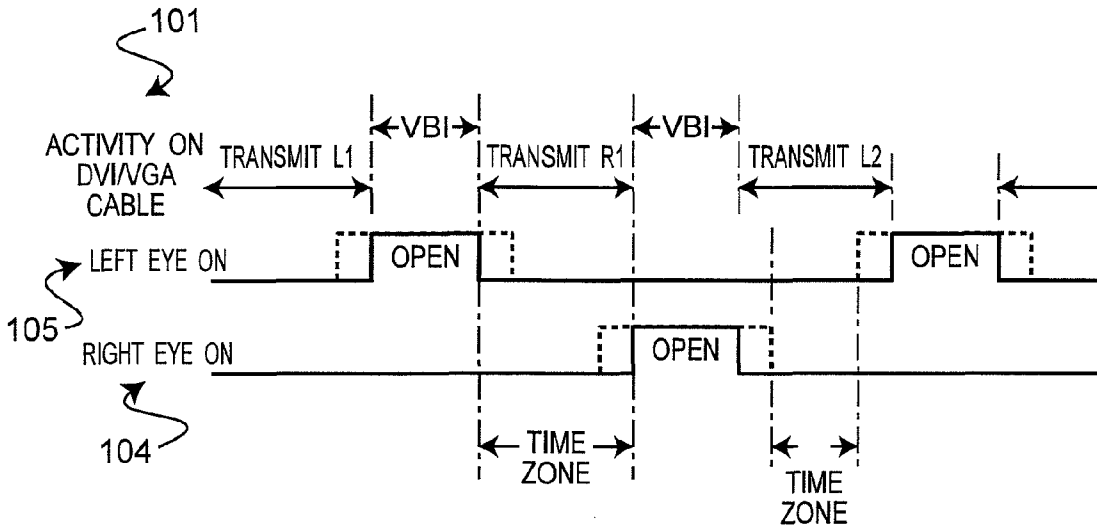 101
VBI VBI
ACTIVITY ON
DVI/VGA
CABLE
TRANSMIT L1 TRANSMIT R1 TRANSMIT L2
LEFT EYE ON OPEN OPEN
105
RIGHT EYE ON OPEN
104
TIME
ZONE
TIME
ZONE